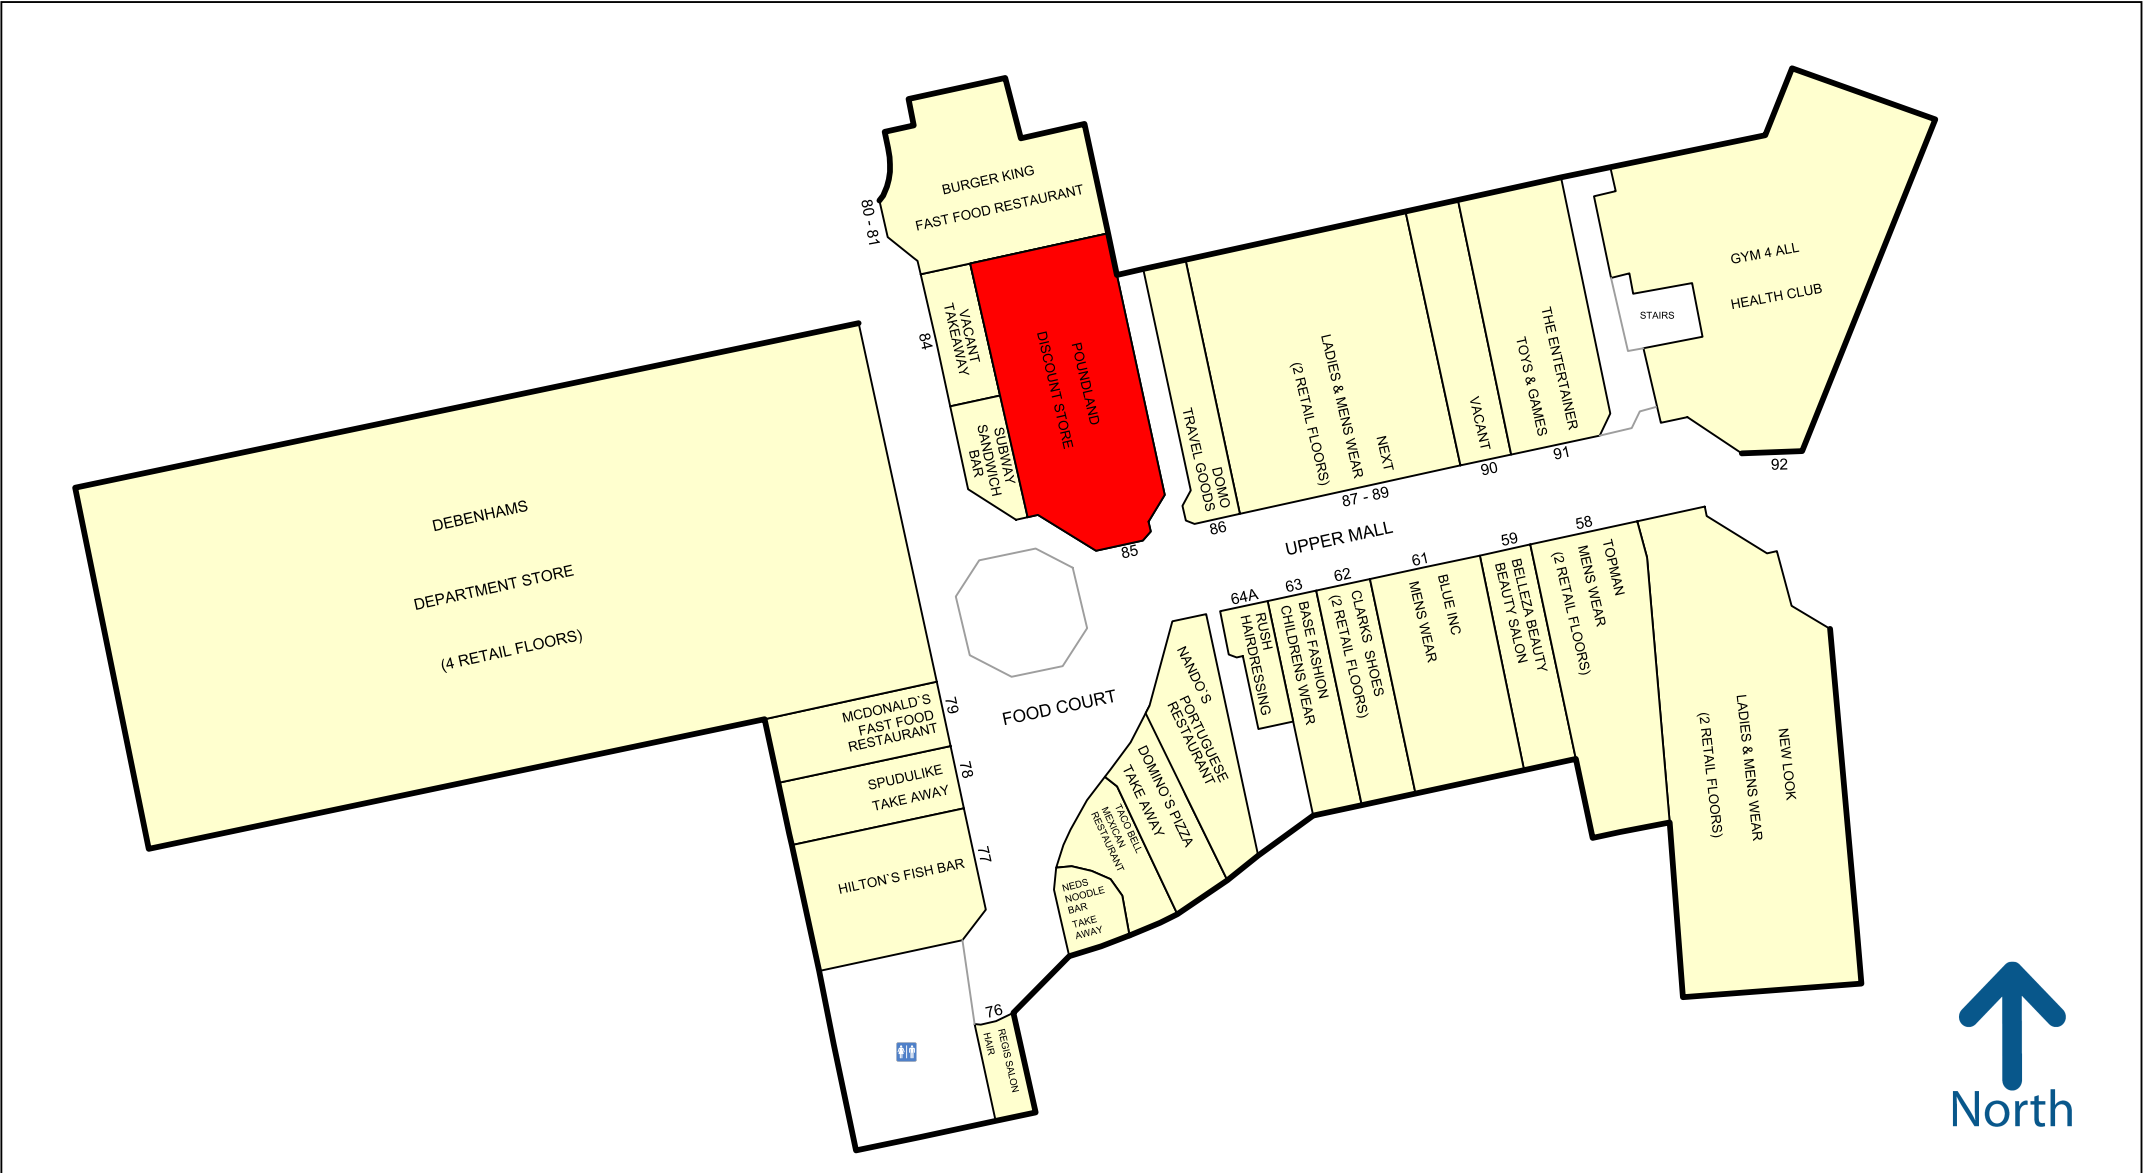 BURGER KING
FAST FOOD RESTAURANT
80 - 81
VACANT
TAKEAWAY
84
SUBWAY
SANDWICH
BAR
POUNDLAND
DISCOUNT STORE
85
DOMO
TRAVEL GOODS
86
NEXT
LADIES & MENS WEAR
(2 RETAIL FLOORS)
87 - 89
VACANT
90
THE ENTERTAINER
TOYS & GAMES
91
STAIRS
GYM 4 ALL
HEALTH CLUB
92
DEBENHAMS
DEPARTMENT STORE
(4 RETAIL FLOORS)
UPPER MALL
FOOD COURT
MCDONALD`S
FAST FOOD
RESTAURANT
79
SPUDULIKE
TAKE AWAY
78
HILTON`S FISH BAR
77
76
REGIS SALON
HAIR
NEDS
NOODLE
BAR
TAKE
AWAY
TACO BELL
MEXICAN
RESTAURANT
DOMINO`S PIZZA
TAKE AWAY
NANDO`S
PORTUGUESE
RESTAURANT
64A
RUSH
HAIRDRESSING
63
BASE FASHION
CHILDRENS WEAR
62
CLARKS SHOES
(2 RETAIL FLOORS)
61
BLUE INC
MENS WEAR
59
BELLEZA BEAUTY
BEAUTY SALON
58
TOPMAN
MENS WEAR
(2 RETAIL FLOORS)
NEW LOOK
LADIES & MENS WEAR
(2 RETAIL FLOORS)
North